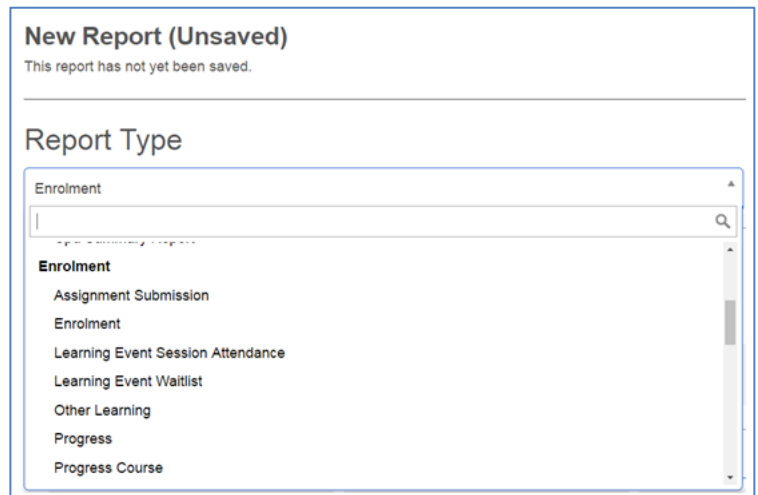 New Report (Unsaved)
This report has not yet been saved.
Report Type
Enrolment
Enrolment
Assignment Submission
Enrolment
Learning Event Session Attendance
Learning Event Waitlist
Other Learning
Progress
Progress Course